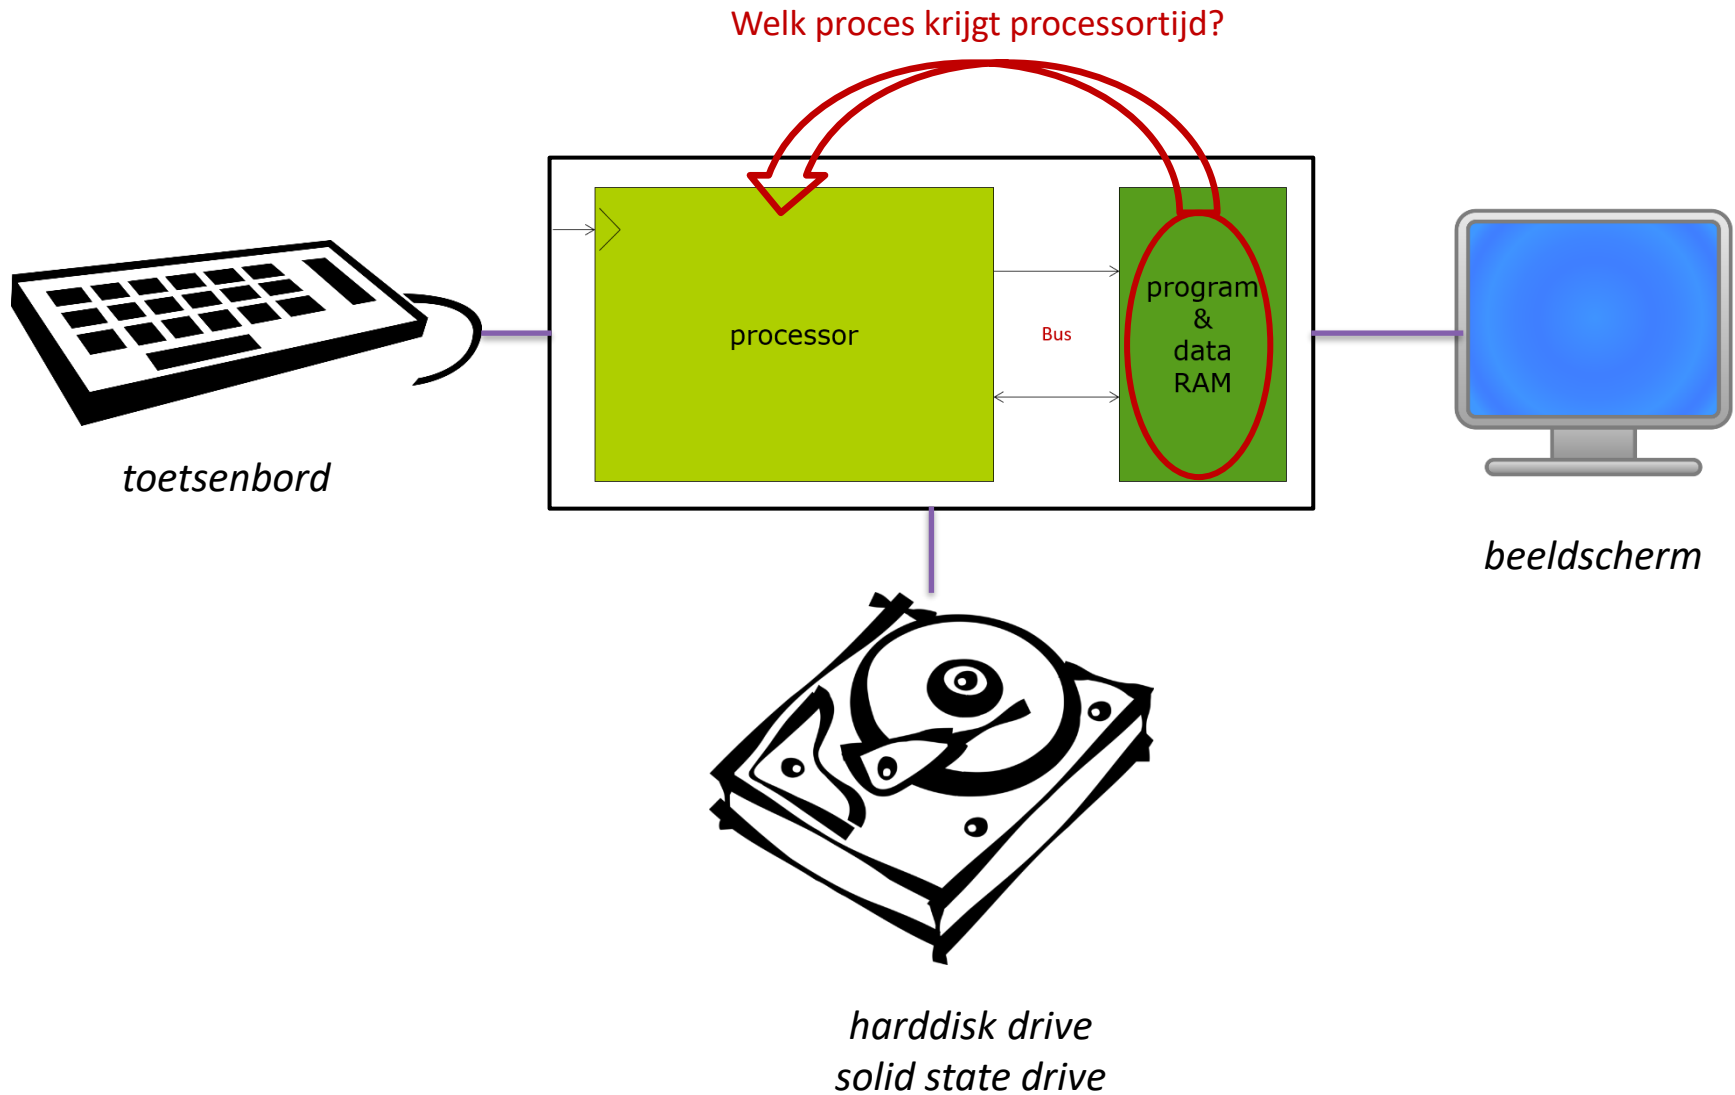 Welk proces krijgt processortijd?
processor
Bus
program
&
data
RAM
toetsenbord
beeldscherm
harddisk drive
solid state drive